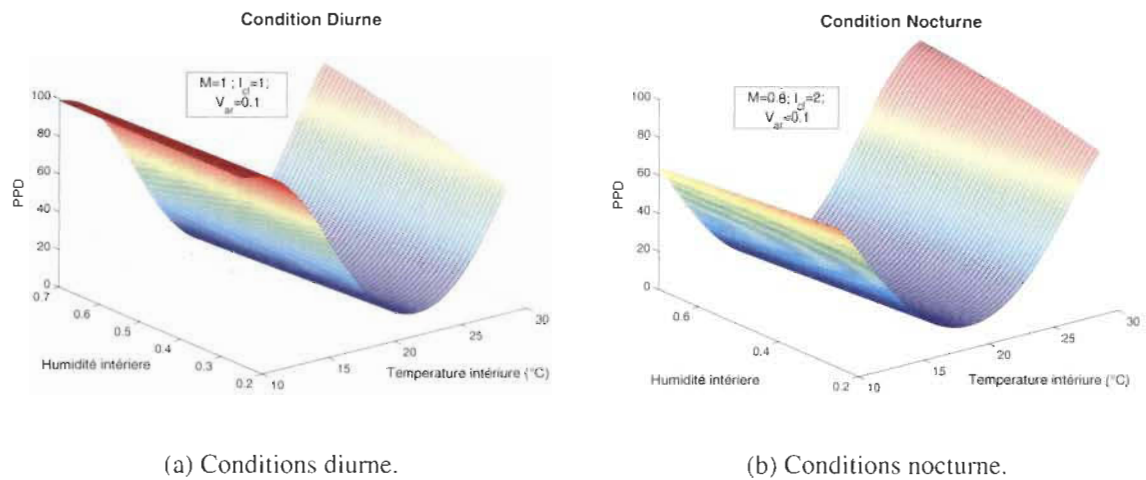 Condition Diurne
M=1 ; I_cl=1;
V_ar=0.1
PPD
100
80
60
40
20
0
0.7
0.6
0.5
0.4
0.3
0.2
Humidité intériere
10
15
20
25
30
Temperature intériure (°C)
(a) Conditions diurne.
Condition Nocturne
M=0.8; I_cl=2;
V_ar=0.1
PPD
100
80
60
40
20
0
0.6
0.4
0.2
Humidité intériere
10
15
20
25
30
Temperature intériure (°C)
(b) Conditions nocturne.